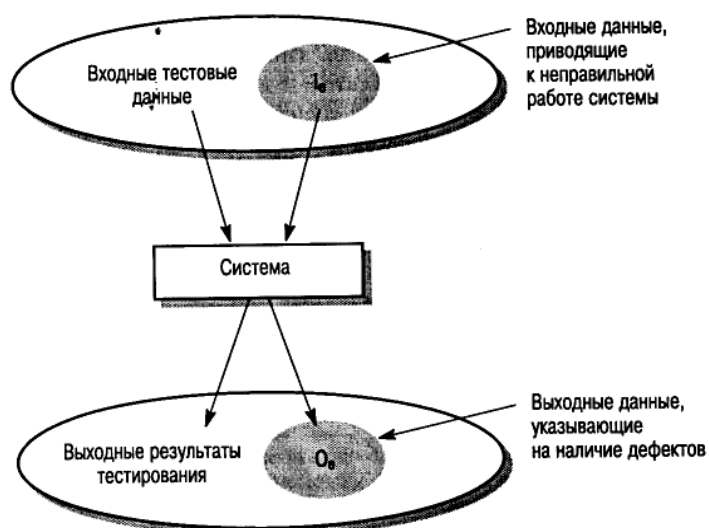 Входные данные,
приводящие
к неправильной
работе системы
Входные тестовые
данные
Iₑ
Система
Выходные данные,
указывающие
на наличие дефектов
Выходные результаты
тестирования
Oₑ